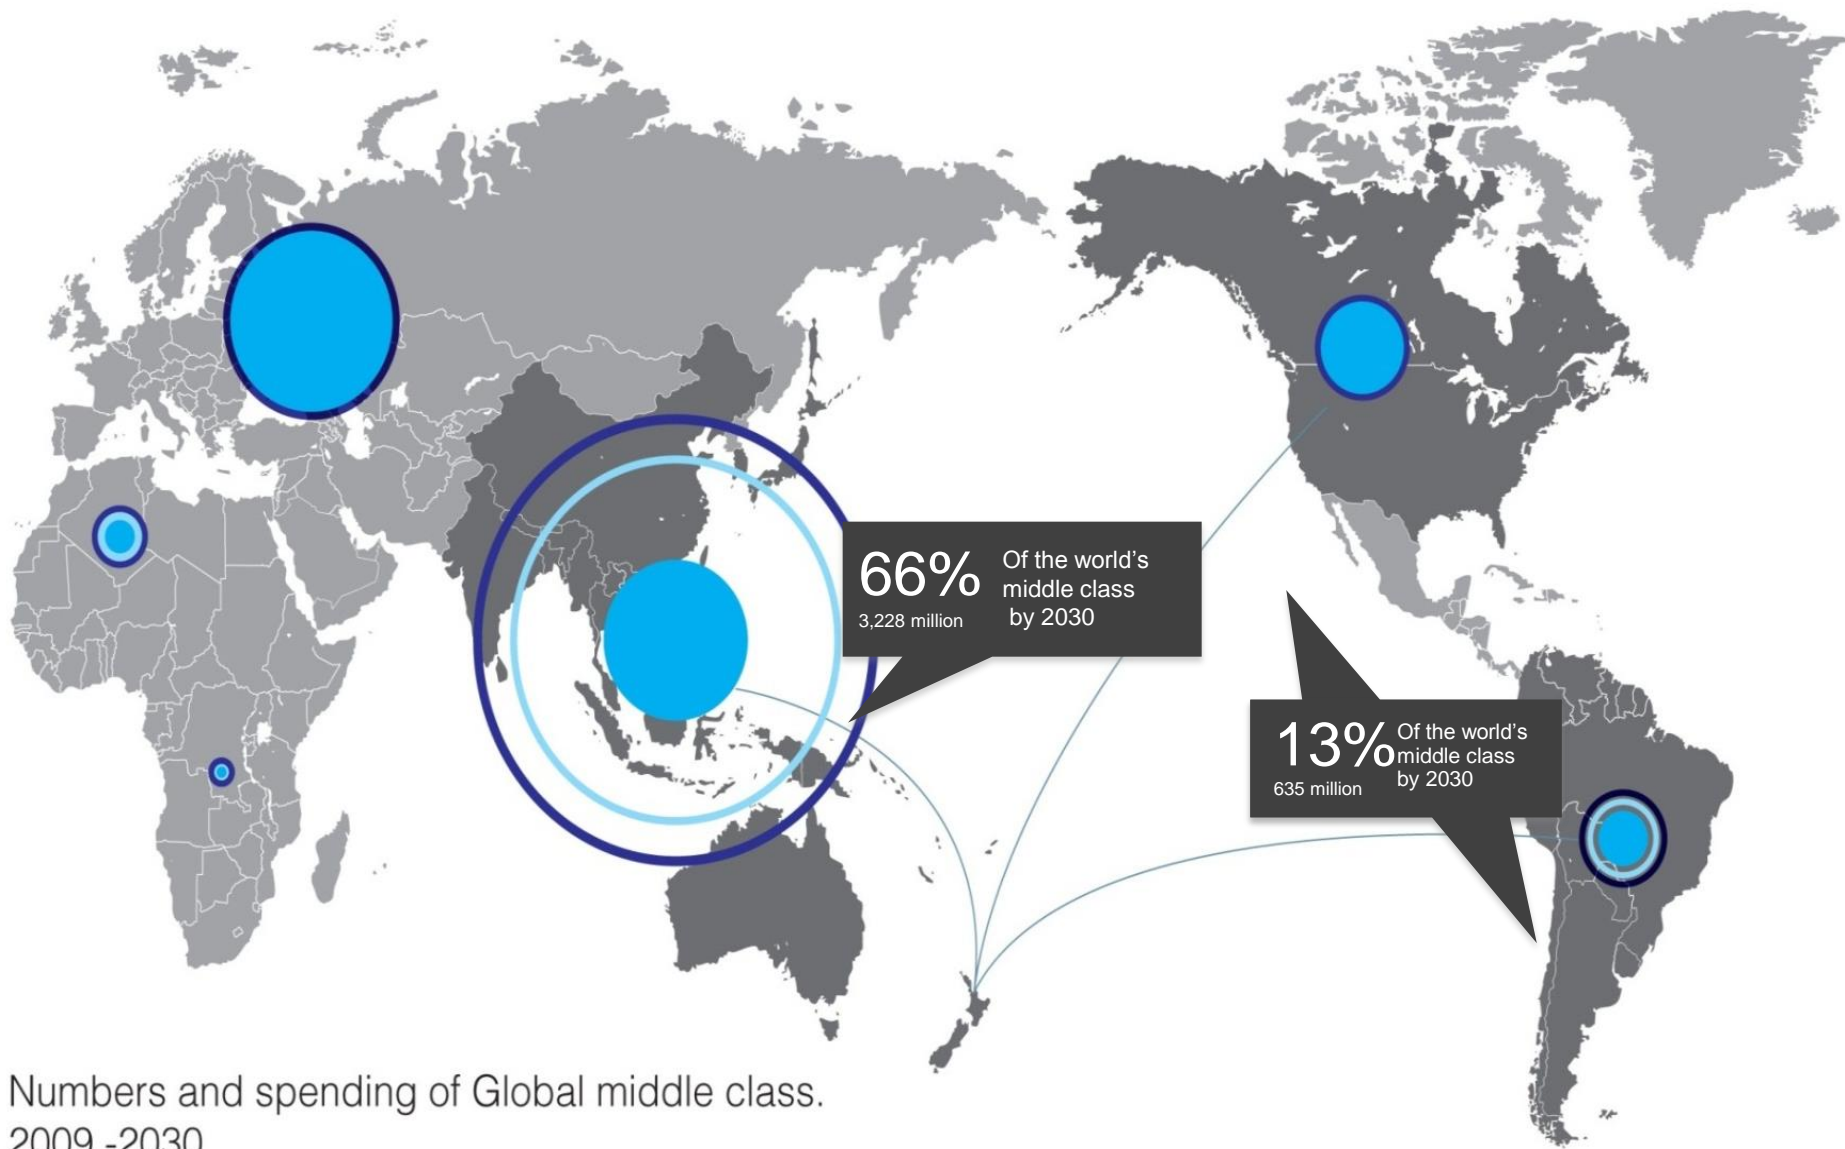 66%
3,228 million
Of the world's
middle class
by 2030
13%
635 million
Of the world's
middle class
by 2030
Numbers and spending of Global middle class.
2009 -2030